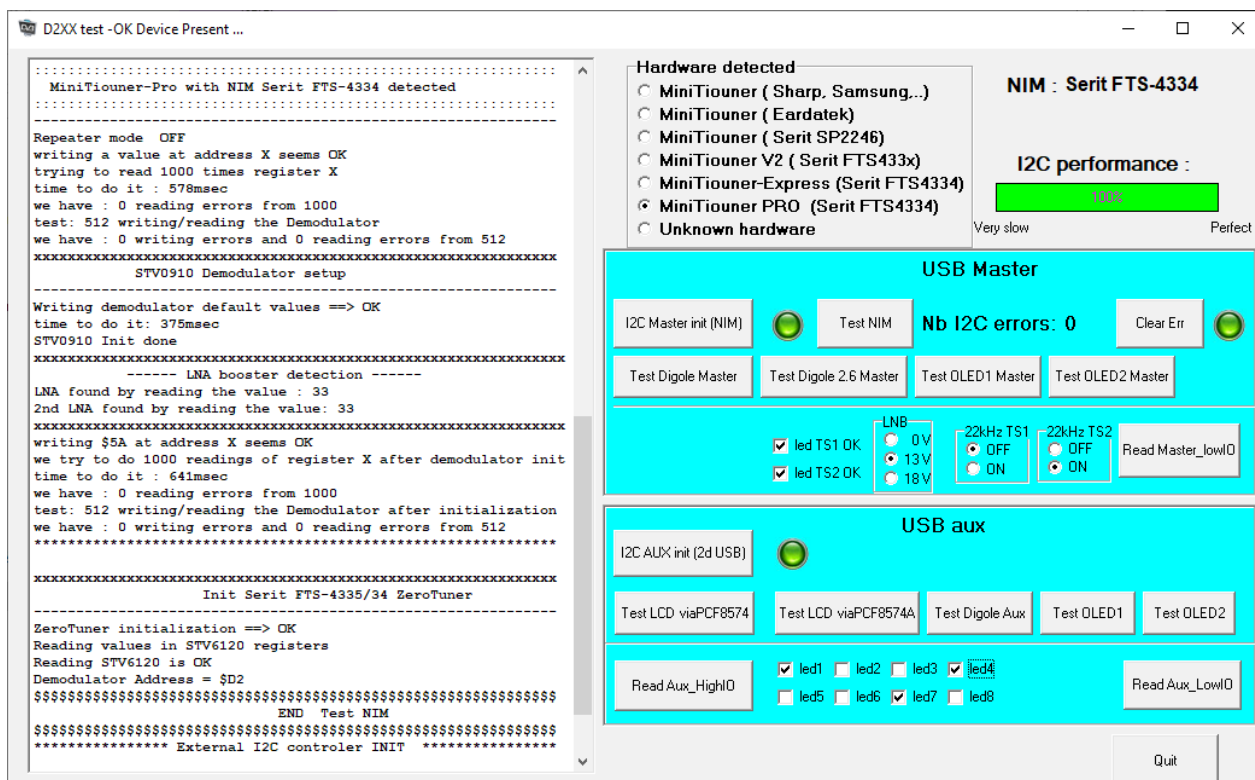 D2XX test -OK Device Present ...
::::::::::::::::::::::::::::::::::::::::::::::::::::::::::::::
MiniTiouner-Pro with NIM Serit FTS-4334 detected
::::::::::::::::::::::::::::::::::::::::::::::::::::::::::::::
--------------------------------------------------------------
Repeater mode  OFF
writing a value at address X seems OK
trying to read 1000 times register X
time to do it : 578msec
we have : 0 reading errors from 1000
test: 512 writing/reading the Demodulator
we have : 0 writing errors and 0 reading errors from 512
xxxxxxxxxxxxxxxxxxxxxxxxxxxxxxxxxxxxxxxxxxxxxxxxxxxxxxxxxxxxxx
STV0910 Demodulator setup
--------------------------------------------------------------
Writing demodulator default values ==> OK
time to do it: 375msec
STV0910 Init done
xxxxxxxxxxxxxxxxxxxxxxxxxxxxxxxxxxxxxxxxxxxxxxxxxxxxxxxxxxxxxxx
------ LNA booster detection ------
LNA found by reading the value : 33
2nd LNA found by reading the value: 33
xxxxxxxxxxxxxxxxxxxxxxxxxxxxxxxxxxxxxxxxxxxxxxxxxxxxxxxxxxxxxxx
writing $5A at address X seems OK
we try to do 1000 readings of register X after demodulator init
time to do it : 641msec
we have : 0 reading errors from 1000
test: 512 writing/reading the Demodulator after initialization
we have : 0 writing errors and 0 reading errors from 512
**************************************************************
xxxxxxxxxxxxxxxxxxxxxxxxxxxxxxxxxxxxxxxxxxxxxxxxxxxxxxxxxxxxxx
Init Serit FTS-4335/34 ZeroTuner
--------------------------------------------------------------
ZeroTuner initialization ==> OK
Reading values in STV6120 registers
Reading STV6120 is OK
Demodulator Address = $D2
$$$$$$$$$$$$$$$$$$$$$$$$$$$$$$$$$$$$$$$$$$$$$$$$$$$$$$$$$$$$$$
END  Test NIM
$$$$$$$$$$$$$$$$$$$$$$$$$$$$$$$$$$$$$$$$$$$$$$$$$$$$$$$$$$$$$$
**************** External I2C controler INIT  ****************
Hardware detected
MiniTiouner ( Sharp, Samsung,..)
MiniTiouner ( Eardatek)
MiniTiouner ( Serit SP2246)
MiniTiouner V2 ( Serit FTS433x)
MiniTiouner-Express (Serit FTS4334)
MiniTiouner PRO  (Serit FTS4334)
Unknown hardware
NIM : Serit FTS-4334
I2C performance :
100%
Very slow Perfect
USB Master
I2C Master init (NIM) Test NIM Nb I2C errors: 0 Clear Err
Test Digole Master Test Digole 2.6 Master Test OLED1 Master Test OLED2 Master
led TS1 OK
led TS2 OK
LNB
0 V
13 V
18 V
22kHz TS1
OFF
ON
22kHz TS2
OFF
ON
Read Master_lowIO
USB aux
I2C AUX init (2d USB)
Test LCD viaPCF8574 Test LCD viaPCF8574A Test Digole Aux Test OLED1 Test OLED2
Read Aux_HighIO
led1 led2 led3 led4
led5 led6 led7 led8
Read Aux_LowIO
Quit